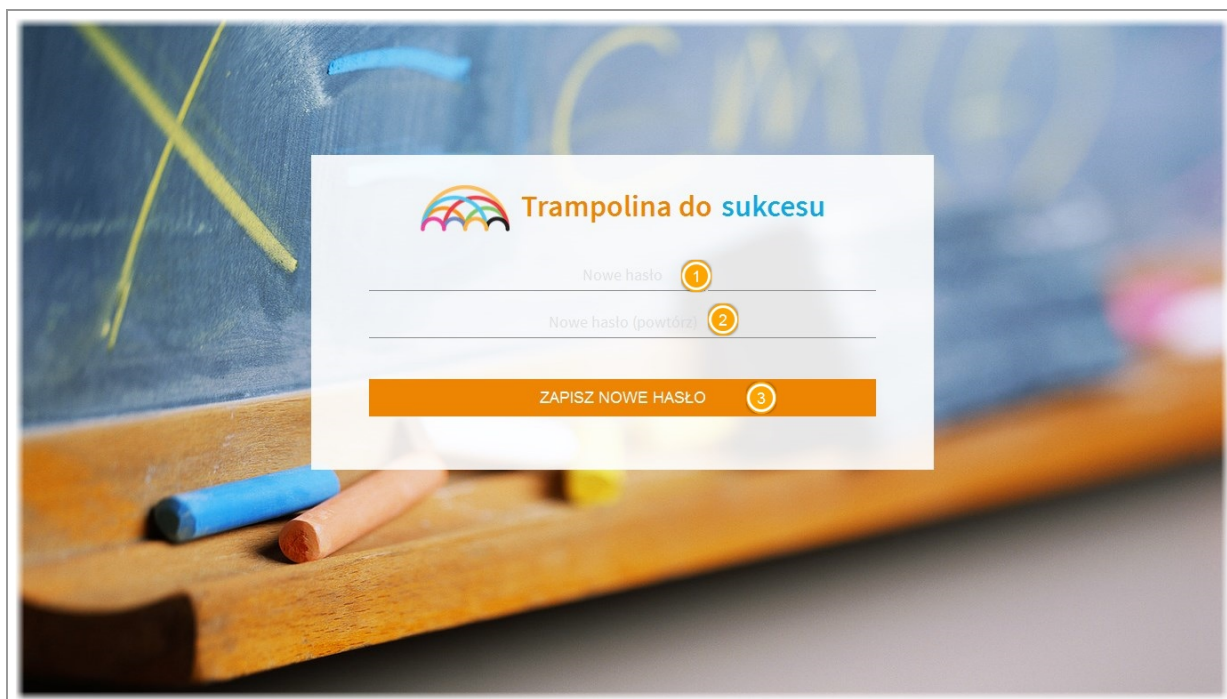 Trampolina do sukcesu
Nowe hasło 1
Nowe hasło (powtórz) 2
ZAPISZ NOWE HASŁO 3